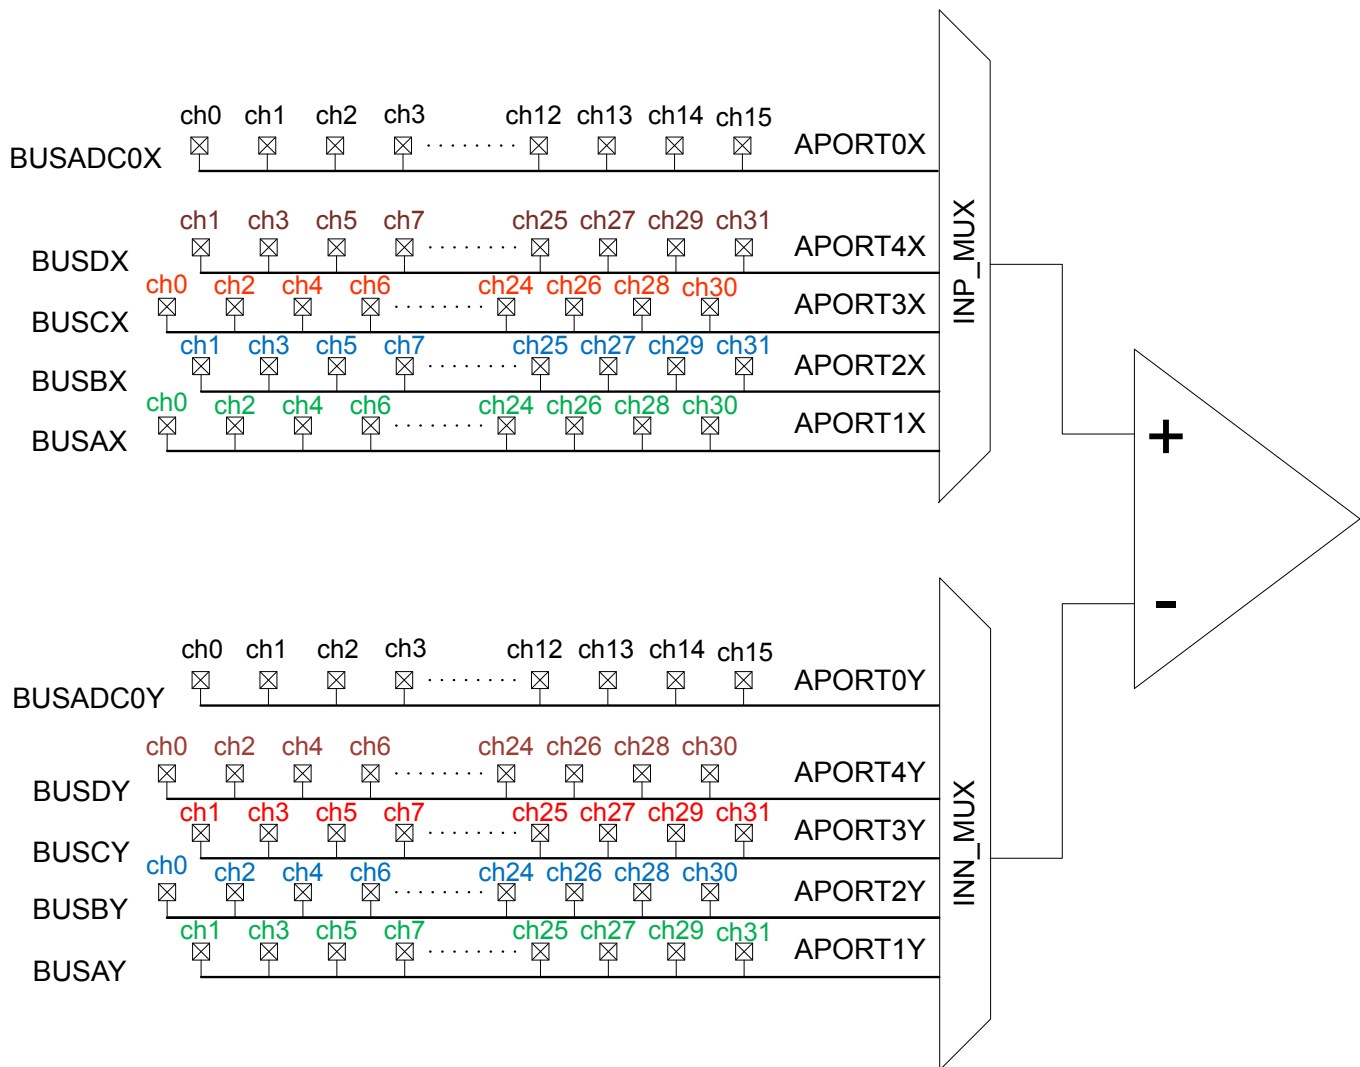 ch0 ch1 ch2 ch3 ch12 ch13 ch14 ch15
BUSADC0X APORT0X
ch1 ch3 ch5 ch7 ch25 ch27 ch29 ch31
BUSDX APORT4X
ch0 ch2 ch4 ch6 ch24 ch26 ch28 ch30
BUSCX APORT3X
ch1 ch3 ch5 ch7 ch25 ch27 ch29 ch31
BUSBX APORT2X
ch0 ch2 ch4 ch6 ch24 ch26 ch28 ch30
BUSAX APORT1X
INP_MUX
+
-
ch0 ch1 ch2 ch3 ch12 ch13 ch14 ch15
BUSADC0Y APORT0Y
ch0 ch2 ch4 ch6 ch24 ch26 ch28 ch30
BUSDY APORT4Y
ch1 ch3 ch5 ch7 ch25 ch27 ch29 ch31
BUSCY APORT3Y
ch0 ch2 ch4 ch6 ch24 ch26 ch28 ch30
BUSBY APORT2Y
ch1 ch3 ch5 ch7 ch25 ch27 ch29 ch31
BUSAY APORT1Y
INN_MUX